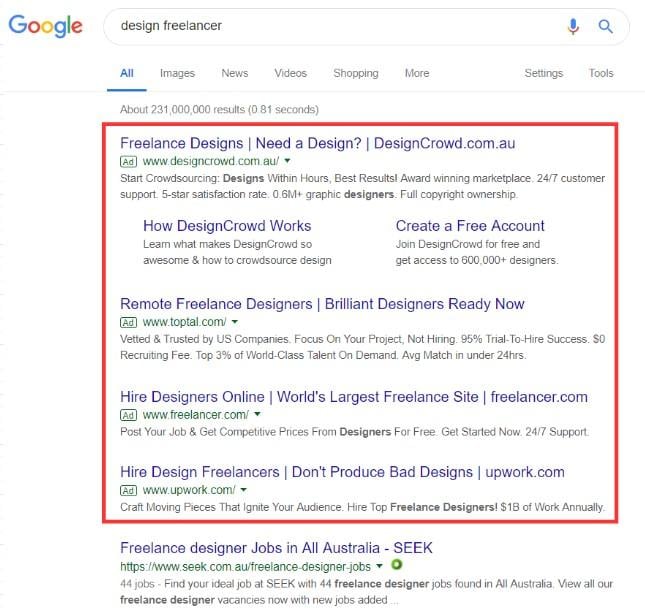 Google
design freelancer
All Images News Videos Shopping More Settings Tools
About 231,000,000 results (0.81 seconds)
Freelance Designs | Need a Design? | DesignCrowd.com.au
Ad www.designcrowd.com.au/
Start Crowdsourcing: Designs Within Hours, Best Results! Award winning marketplace. 24/7 customer
support. 5-star satisfaction rate. 0.6M+ graphic designers. Full copyright ownership.
How DesignCrowd Works Create a Free Account
Learn what makes DesignCrowd so Join DesignCrowd for free and
awesome & how to crowdsource design get access to 600,000+ designers.
Remote Freelance Designers | Brilliant Designers Ready Now
Ad www.toptal.com/
Vetted & Trusted by US Companies. Focus On Your Project, Not Hiring. 95% Trial-To-Hire Success. $0
Recruiting Fee. Top 3% of World-Class Talent On Demand. Avg Match in under 24hrs.
Hire Designers Online | World's Largest Freelance Site | freelancer.com
Ad www.freelancer.com/
Post Your Job & Get Competitive Prices From Designers For Free. Get Started Now. 24/7 Support.
Hire Design Freelancers | Don't Produce Bad Designs | upwork.com
Ad www.upwork.com/
Craft Moving Pieces That Ignite Your Audience. Hire Top Freelance Designers! $1B of Work Annually.
Freelance designer Jobs in All Australia - SEEK
https://www.seek.com.au/freelance-designer-jobs
44 jobs - Find your ideal job at SEEK with 44 freelance designer jobs found in All Australia. View all our
freelance designer vacancies now with new jobs added ...